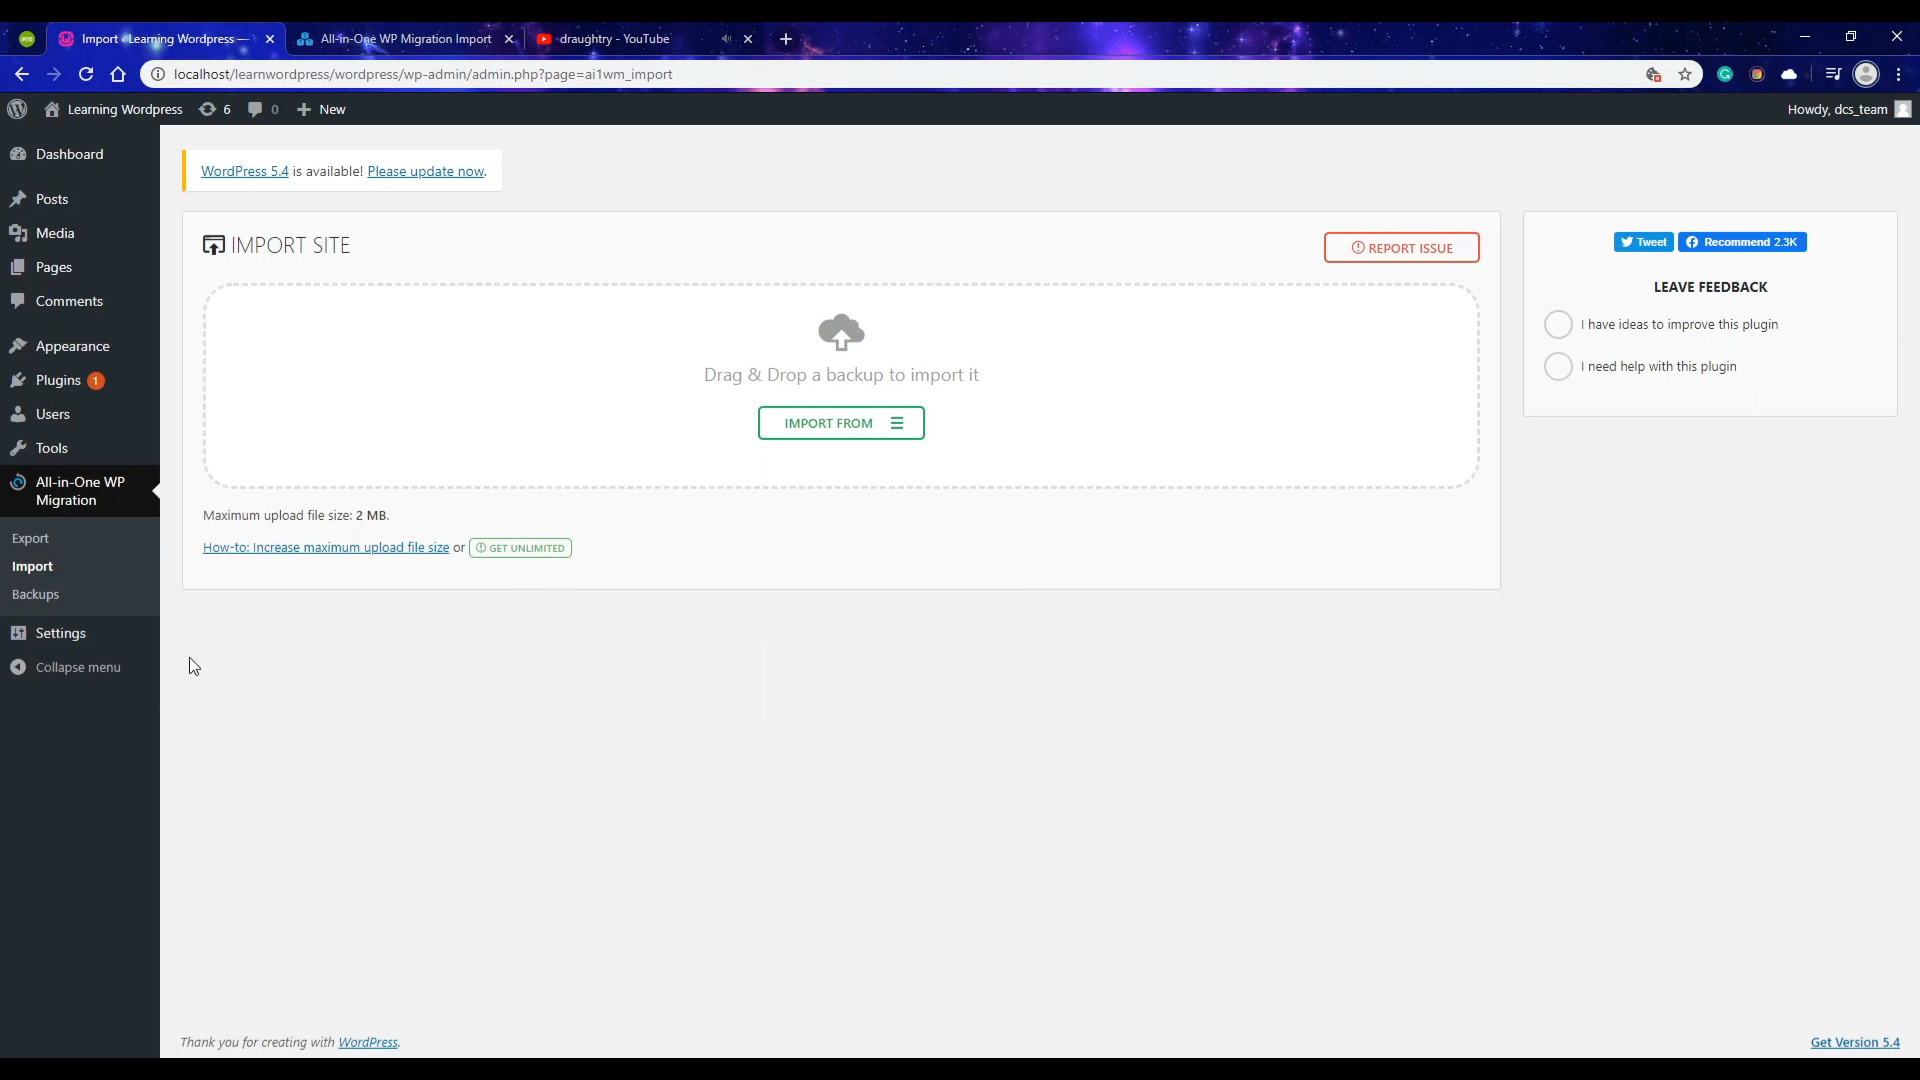 Import ‹ Learning Wordpress —
All-in-One WP Migration Import
draughtry - YouTube
localhost/learnwordpress/wordpress/wp-admin/admin.php?page=ai1wm_import
Learning Wordpress
6
0
New
Howdy, dcs_team
Dashboard
Posts
Media
Pages
Comments
Appearance
Plugins 1
Users
Tools
All-in-One WP
Migration
Export
Import
Backups
Settings
Collapse menu
WordPress 5.4 is available! Please update now.
IMPORT SITE
REPORT ISSUE
Drag & Drop a backup to import it
IMPORT FROM
Maximum upload file size: 2 MB.
How-to: Increase maximum upload file size or GET UNLIMITED
Tweet
Recommend 2.3K
LEAVE FEEDBACK
I have ideas to improve this plugin
I need help with this plugin
Thank you for creating with WordPress.
Get Version 5.4